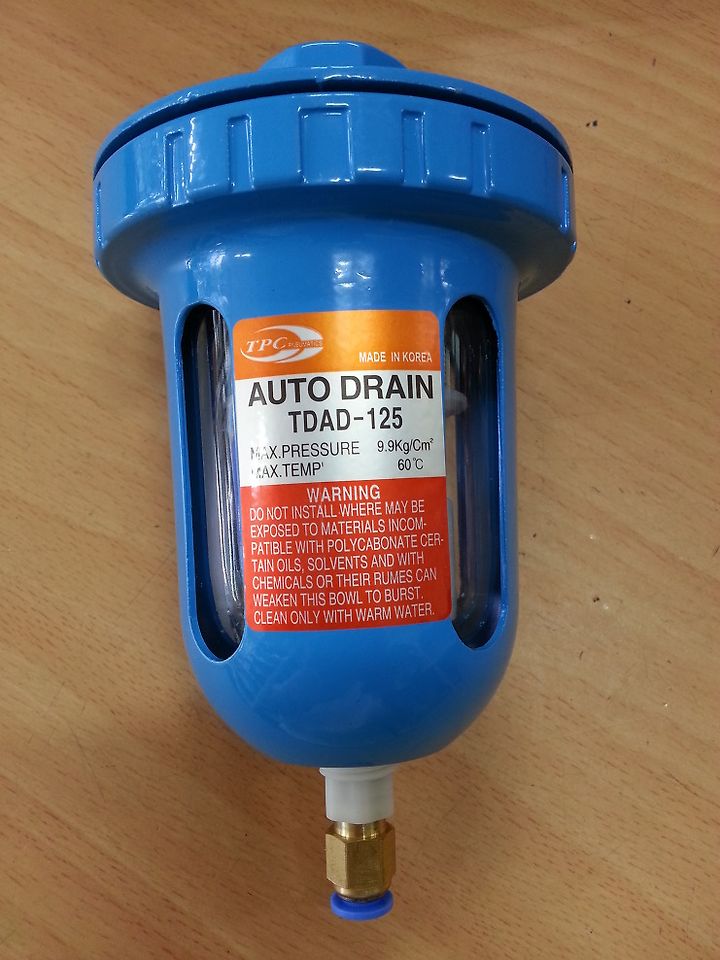 TPC PNEUMATICS
MADE IN KOREA
AUTO DRAIN
TDAD-125
MAX.PRESSURE 9.9Kg/Cm²
MAX.TEMP' 60℃
WARNING
DO NOT INSTALL WHERE MAY BE
EXPOSED TO MATERIALS INCOM-
PATIBLE WITH POLYCABONATE CER-
TAIN OILS, SOLVENTS AND WITH
CHEMICALS OR THEIR RUMES CAN
WEAKEN THIS BOWL TO BURST.
CLEAN ONLY WITH WARM WATER.